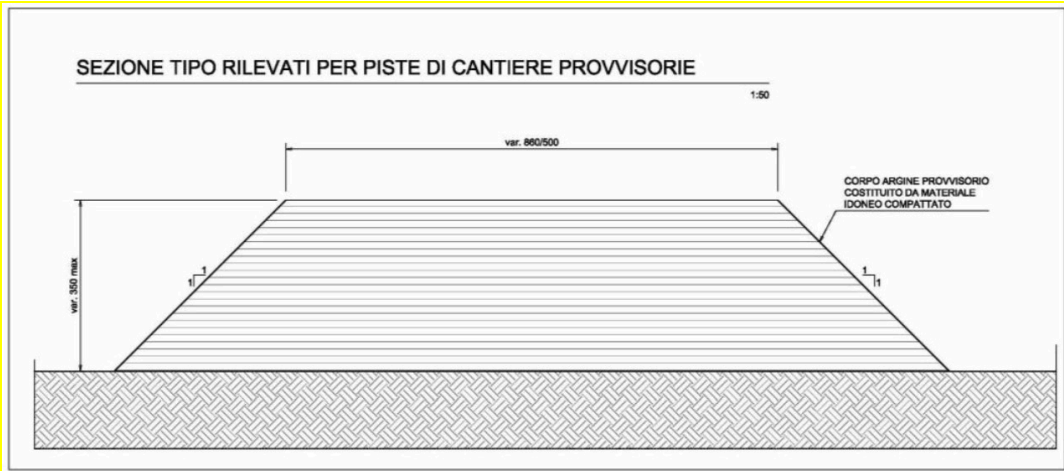 SEZIONE TIPO RILEVATI PER PISTE DI CANTIERE PROVVISORIE
1:50
var. 860/500
CORPO ARGINE PROVVISORIO
COSTITUITO DA MATERIALE
IDONEO COMPATTATO
var. 350 max
1
1
1
1